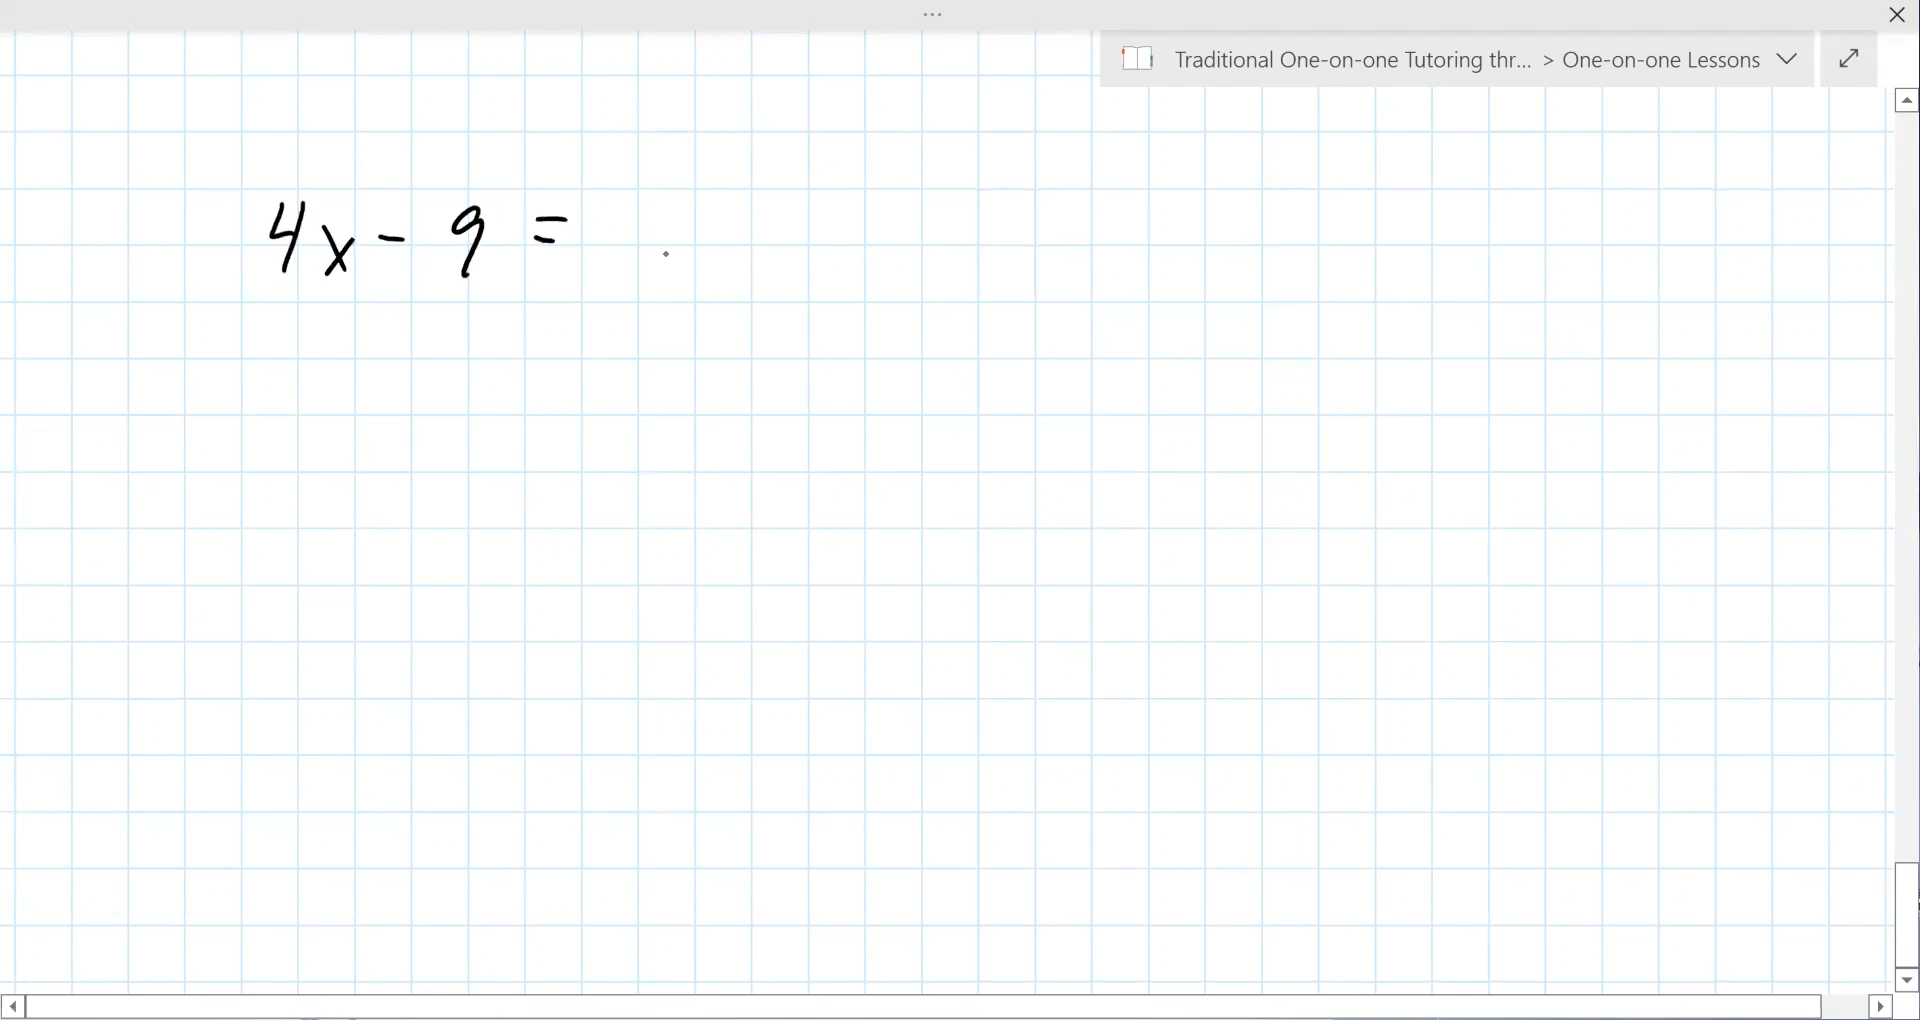 ...
Traditional One-on-one Tutoring thr... > One-on-one Lessons
4x - 9 =